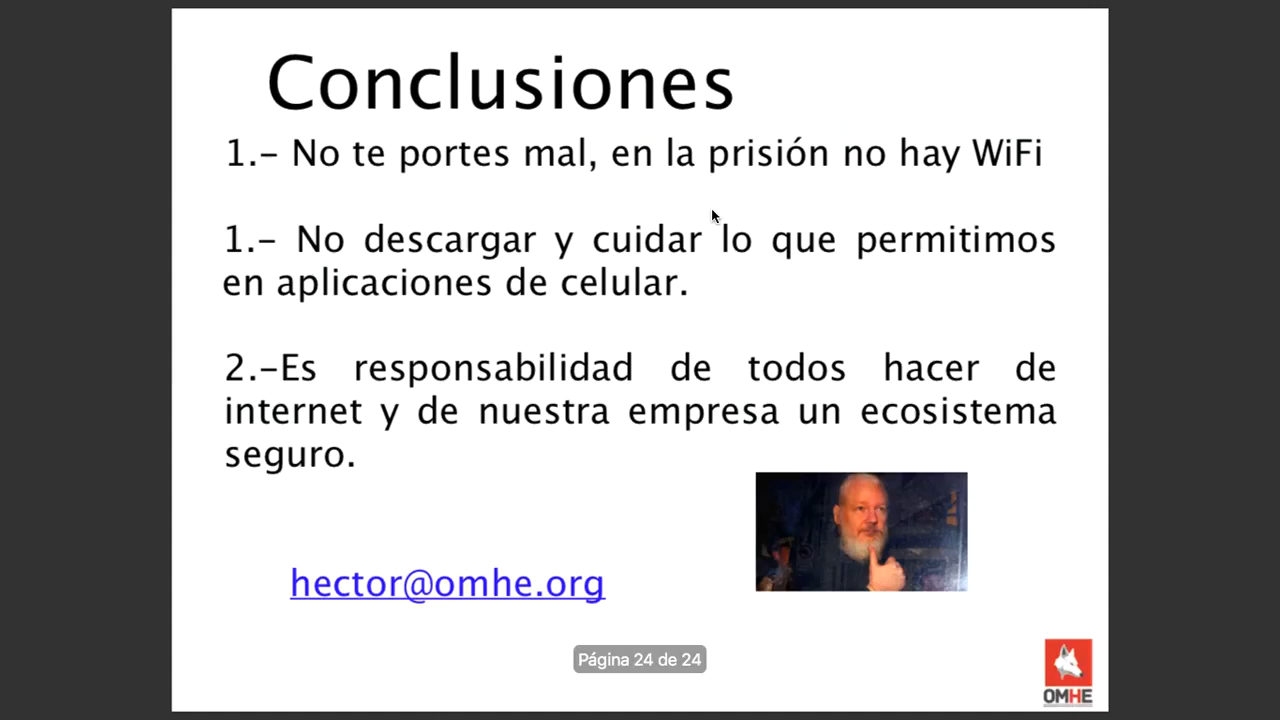 Conclusiones
1.- No te portes mal, en la prisión no hay WiFi
1.- No descargar y cuidar lo que permitimos
en aplicaciones de celular.
2.-Es responsabilidad de todos hacer de
internet y de nuestra empresa un ecosistema
seguro.
hector@omhe.org
Página 24 de 24
OMHE